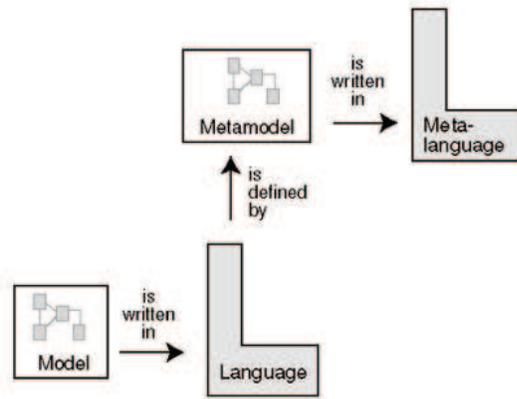 is
written
in
Metamodel
Meta-
language
is
defined
by
is
written
in
Model
Language